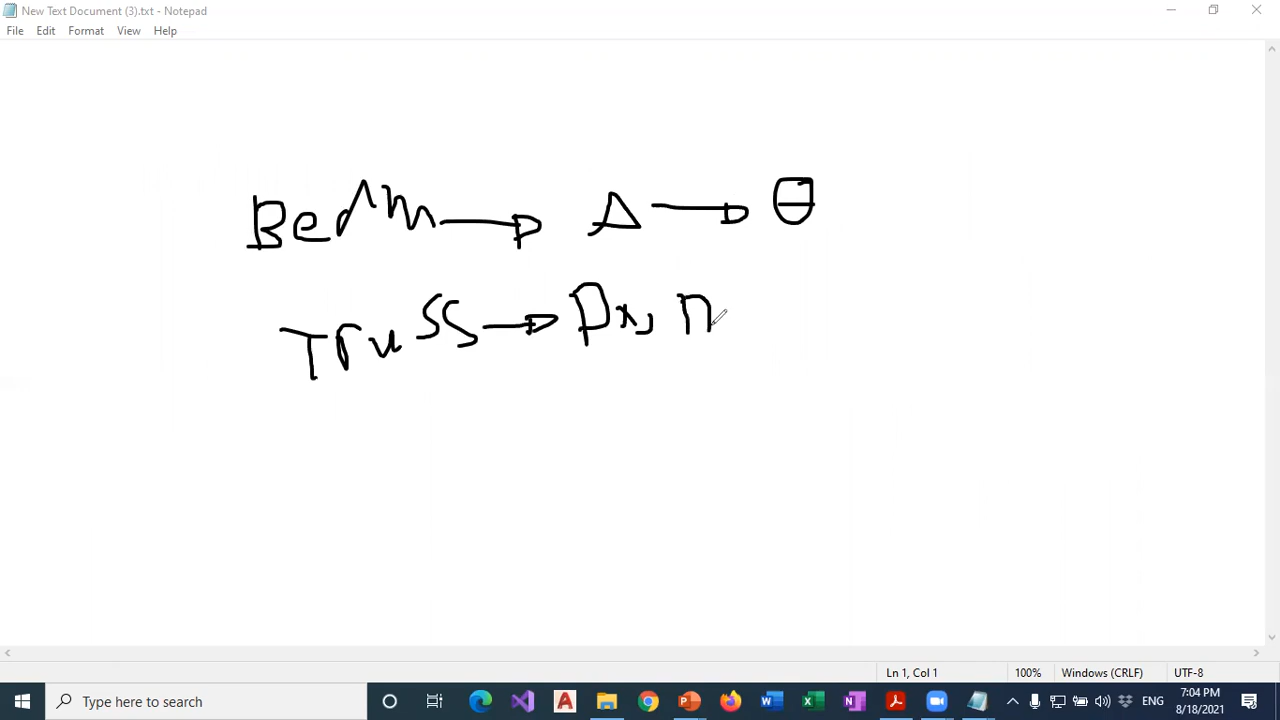 New Text Document (3).txt - Notepad
File Edit Format View Help
Beam → Δ → θ
Truss → Dx,
Ln 1, Col 1 100% Windows (CRLF) UTF-8
Type here to search
ENG
7:04 PM
8/18/2021